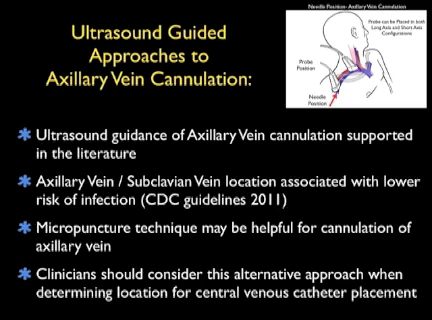 Ultrasound Guided
Approaches to
Axillary Vein Cannulation:
Needle Position- Axillary Vein Cannulation
Probe can be Placed in both
Long Axis and Short Axis
Configurations
Probe
Position
Needle
Position
Ultrasound guidance of Axillary Vein cannulation supported
in the literature
Axillary Vein / Subclavian Vein location associated with lower
risk of infection (CDC guidelines 2011)
Micropuncture technique may be helpful for cannulation of
axillary vein
Clinicians should consider this alternative approach when
determining location for central venous catheter placement